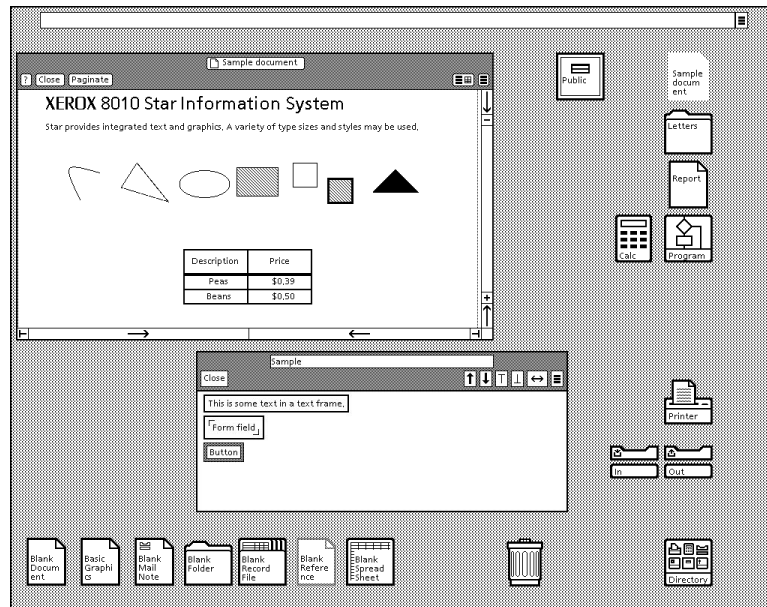 Sample document
? Close Paginate
XEROX 8010 Star Information System
Star provides integrated text and graphics. A variety of type sizes and styles may be used.
Description Price
Peas $0.39
Beans $0.50
Public
Sample
docum
ent
Letters
Report
Calc
Program
Sample
Close
This is some text in a text frame.
Form field
Button
Printer
In
Out
Blank
Docum
ent
Basic
Graphi
cs
Blank
Mail
Note
Blank
Folder
Blank
Record
File
Blank
Refere
nce
Blank
Spread
Sheet
Directory